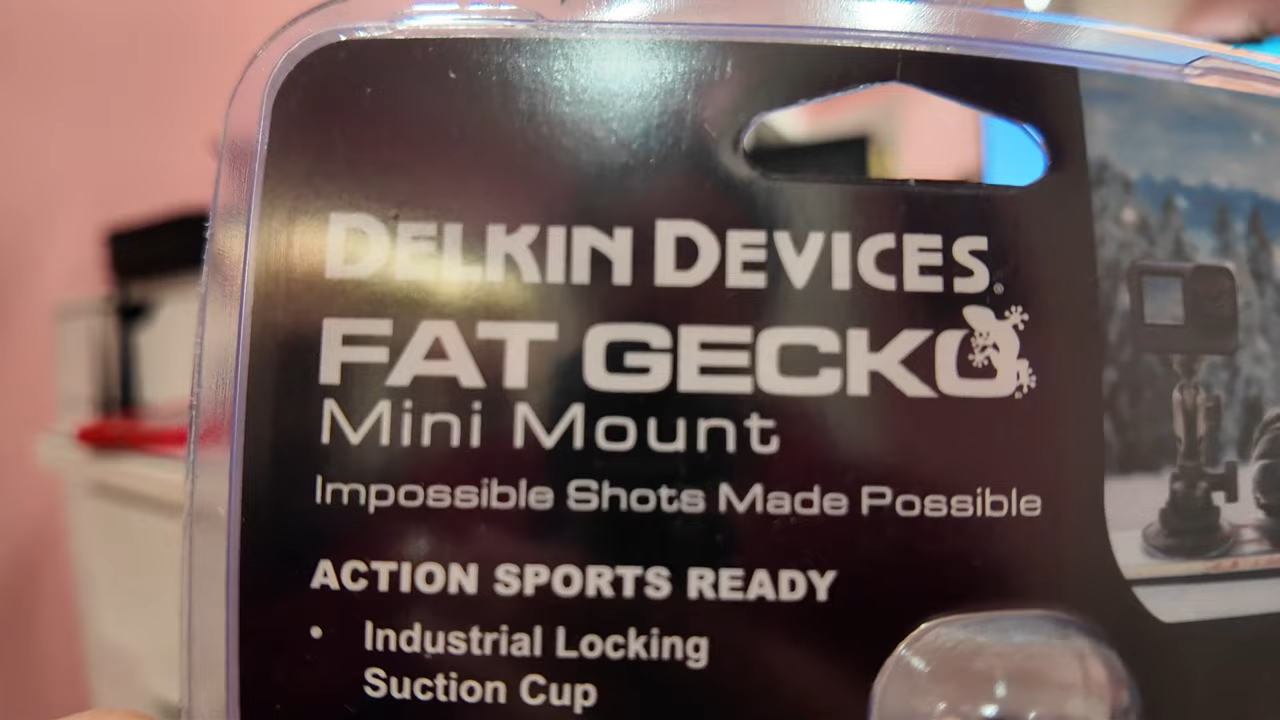 DELKIN DEVICES®
FAT GECKO
Mini Mount
Impossible Shots Made Possible
ACTION SPORTS READY
• Industrial Locking
Suction Cup